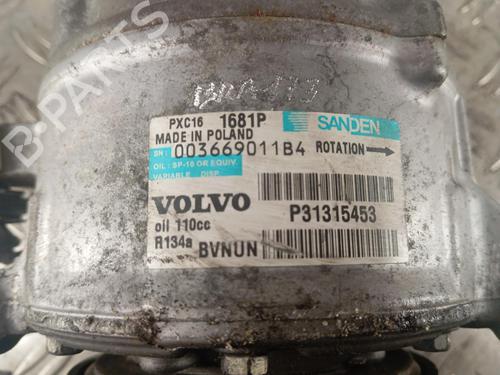 B-PARTS
PXC16 1681P SANDEN
MADE IN POLAND
SN: 003669011B4 ROTATION
OIL: SP-10 OR EQUIV.
VARIABLE DISP.
VOLVO P31315453
oil 110cc
R134a BVNUN